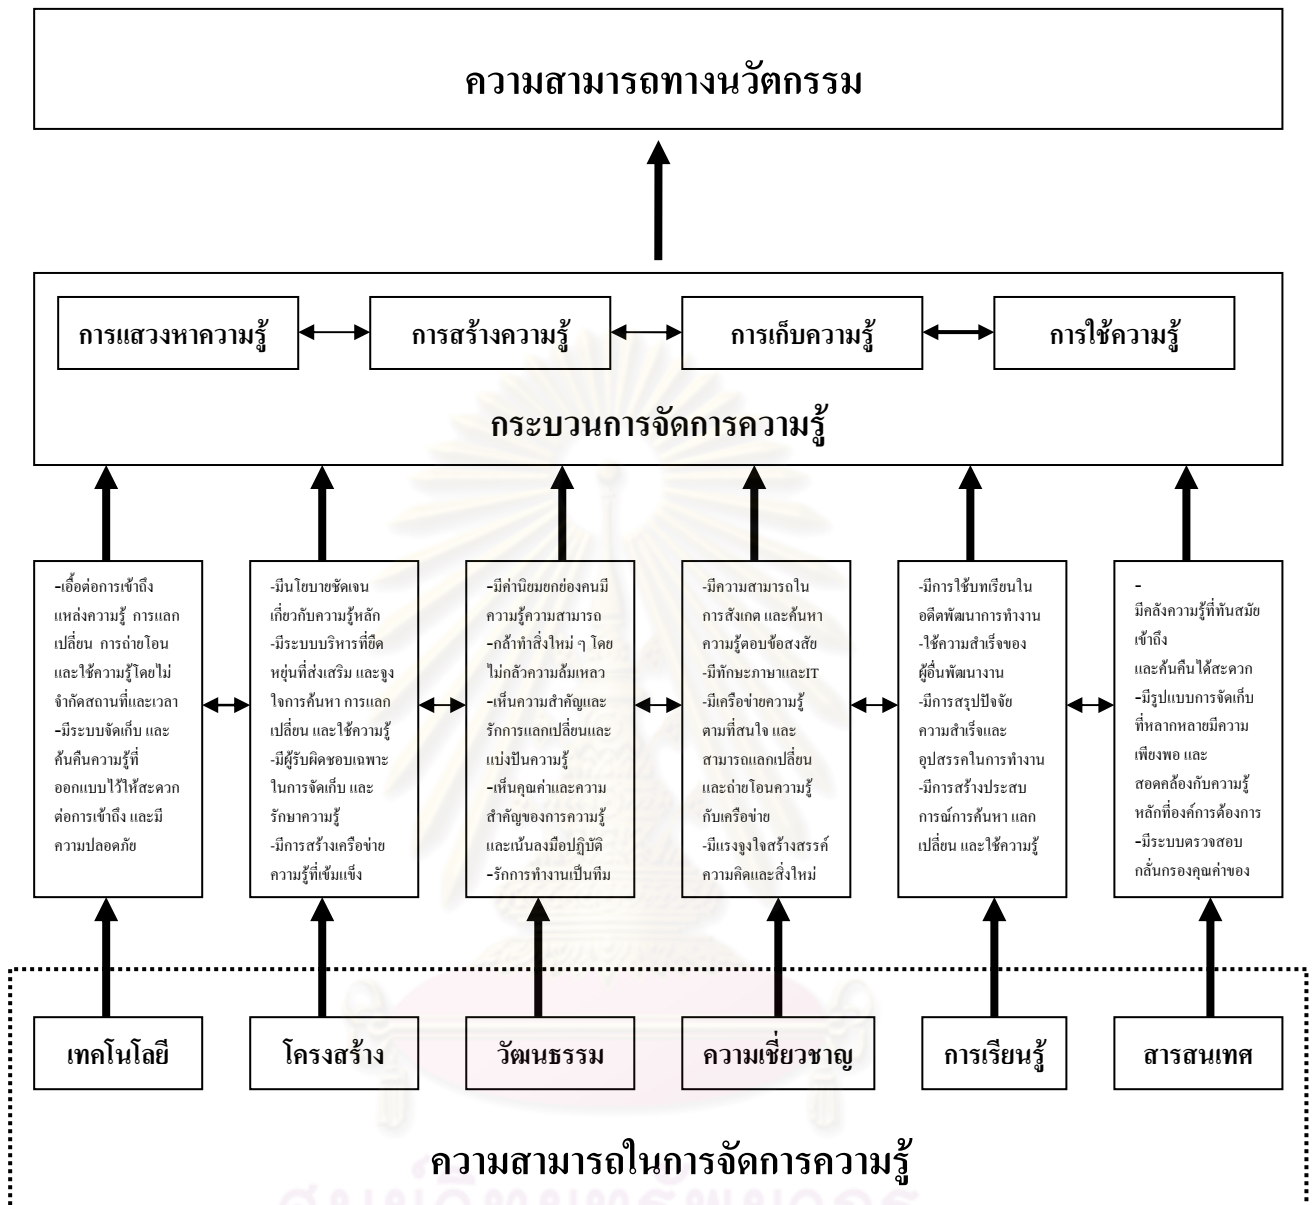 ความสามารถทางนวัตกรรม
การแสวงหาความรู้
การสร้างความรู้
การเก็บความรู้
การใช้ความรู้
กระบวนการจัดการความรู้
-เอื้อต่อการเข้าถึง
แหล่งความรู้ การแลก
เปลี่ยน การถ่ายโอน
และใช้ความรู้โดยไม่
จำกัดสถานที่และเวลา
-มีระบบจัดเก็บ และ
ค้นคืนความรู้ที่
ออกแบบไว้ให้สะดวก
ต่อการเข้าถึง และมี
ความปลอดภัย
-มีนโยบายชัดเจน
เกี่ยวกับความรู้หลัก
-มีระบบบริหารที่ยืด
หยุ่นที่ส่งเสริม และจูง
ใจการค้นหา การแลก
เปลี่ยน และใช้ความรู้
-มีผู้รับผิดชอบเฉพาะ
ในการจัดเก็บ และ
รักษาความรู้
-มีการสร้างเครือข่าย
ความรู้ที่เข้มแข็ง
-มีค่านิยมยกย่องคนมี
ความรู้ความสามารถ
-กล้าทำสิ่งใหม่ ๆ โดย
ไม่กลัวความล้มเหลว
-เห็นความสำคัญและ
รักการแลกเปลี่ยนและ
แบ่งปันความรู้
-เห็นคุณค่าและความ
สำคัญของการความรู้
และเน้นลงมือปฏิบัติ
-รักการทำงานเป็นทีม
-มีความสามารถใน
การสังเกต และค้นหา
ความรู้ตอบข้อสงสัย
-มีทักษะภาษาและIT
-มีเครือข่ายความรู้
ตามที่สนใจ และ
สามารถแลกเปลี่ยน
และถ่ายโอนความรู้
กับเครือข่าย
-มีแรงจูงใจสร้างสรรค์
ความคิดและสิ่งใหม่
-มีการใช้บทเรียนใน
อดีตพัฒนาการทำงาน
-ใช้ความสำเร็จของ
ผู้อื่นพัฒนางาน
-มีการสรุปปัจจัย
ความสำเร็จและ
อุปสรรคในการทำงาน
-มีการสร้างประสบ
การณ์การค้นหา แลก
เปลี่ยน และใช้ความรู้
-
มีคลังความรู้ที่ทันสมัย
เข้าถึง
และค้นคืนได้สะดวก
-มีรูปแบบการจัดเก็บ
ที่หลากหลายมีความ
เพียงพอ และ
สอดคล้องกับความรู้
หลักที่องค์การต้องการ
-มีระบบตรวจสอบ
กลั่นกรองคุณค่าของ
เทคโนโลยี
โครงสร้าง
วัฒนธรรม
ความเชี่ยวชาญ
การเรียนรู้
สารสนเทศ
ความสามารถในการจัดการความรู้